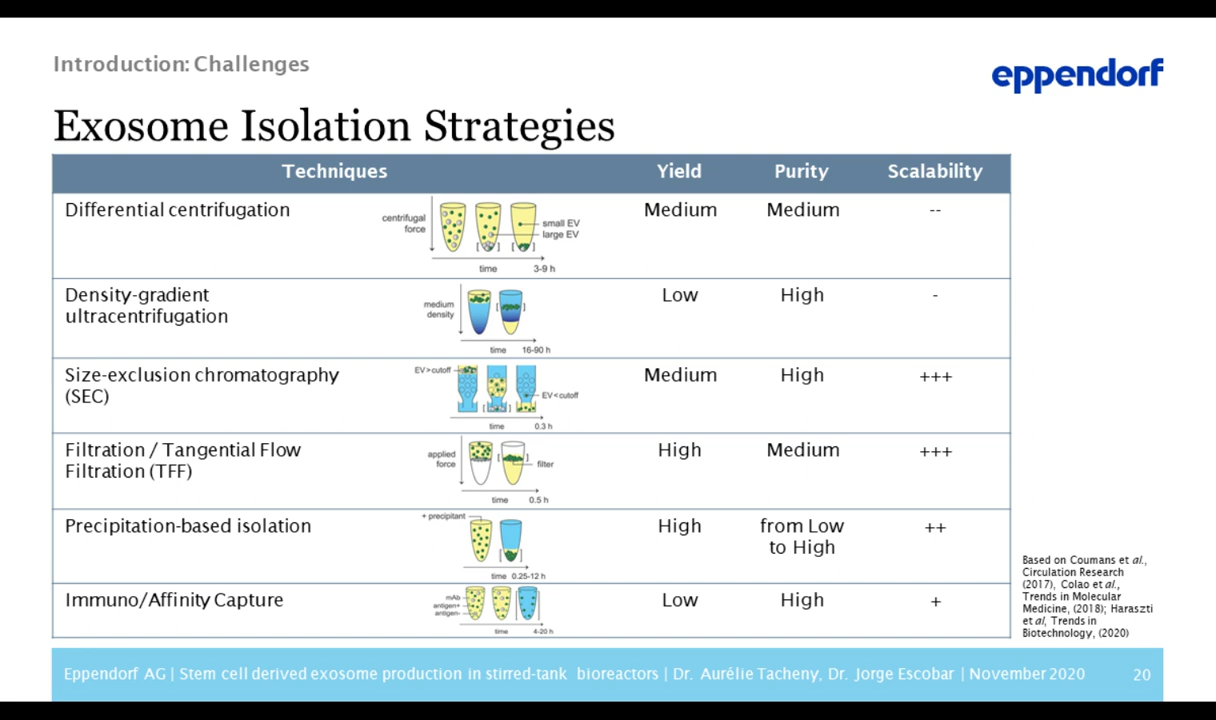 Introduction: Challenges
eppendorf
Exosome Isolation Strategies
Techniques Yield Purity Scalability
Differential centrifugation Medium Medium --
centrifugal
force
small EV
large EV
time 3-9 h
Density-gradient
ultracentrifugation
Low High -
medium
density
time 16-90 h
Size-exclusion chromatography
(SEC)
Medium High +++
EV>cutoff
EV<cutoff
time 0.3 h
Filtration / Tangential Flow
Filtration (TFF)
High Medium +++
applied
force
filter
time 0.5 h
Precipitation-based isolation
High from Low
to High
++
+ precipitant
time 0.25-12 h
Immuno/Affinity Capture Low High +
mAb
antigen+
antigen-
time 4-20 h
Based on Coumans et al.,
Circulation Research
(2017), Colao et al.,
Trends in Molecular
Medicine, (2018); Haraszti
et al, Trends in
Biotechnology, (2020)
Eppendorf AG | Stem cell derived exosome production in stirred-tank bioreactors | Dr. Aurélie Tacheny, Dr. Jorge Escobar | November 2020 20